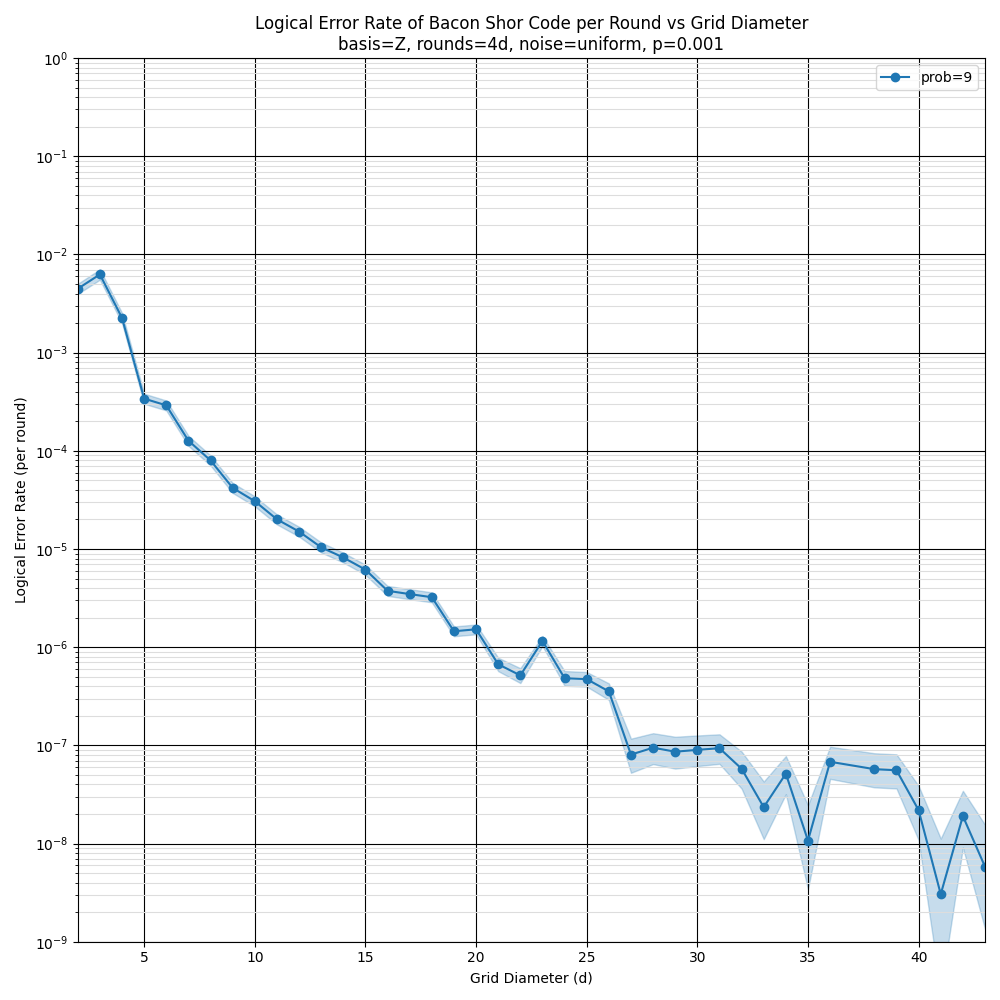 Logical Error Rate of Bacon Shor Code per Round vs Grid Diameter
basis=Z, rounds=4d, noise=uniform, p=0.001
prob=9
Logical Error Rate (per round)
10⁰
10⁻¹
10⁻²
10⁻³
10⁻⁴
10⁻⁵
10⁻⁶
10⁻⁷
10⁻⁸
10⁻⁹
5 10 15 20 25 30 35 40
Grid Diameter (d)